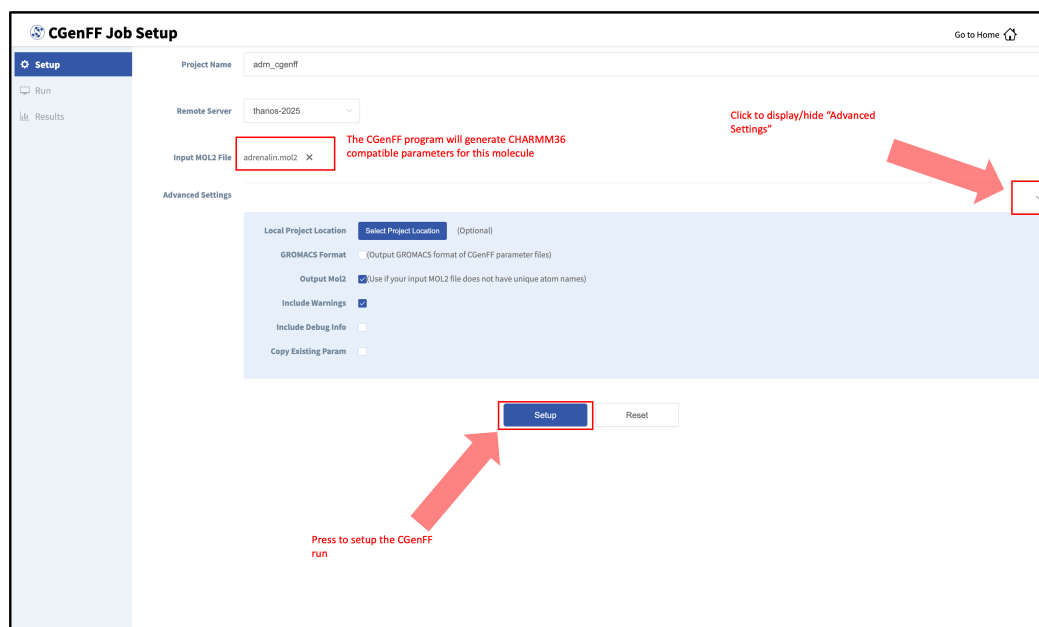 CGenFF Job Setup
Go to Home
Setup
Run
Results
Project Name
adrn_cgenff
Remote Server
thanos-2025
Input MOL2 File
adrenalin.mol2
The CGenFF program will generate CHARMM36
compatible parameters for this molecule
Click to display/hide “Advanced
Settings”
Advanced Settings
Local Project Location
Select Project Location
(Optional)
GROMACS Format
(Output GROMACS format of CGenFF parameter files)
Output Mol2
(Use if your input MOL2 file does not have unique atom names)
Include Warnings
Include Debug Info
Copy Existing Param
Setup
Reset
Press to setup the CGenFF
run